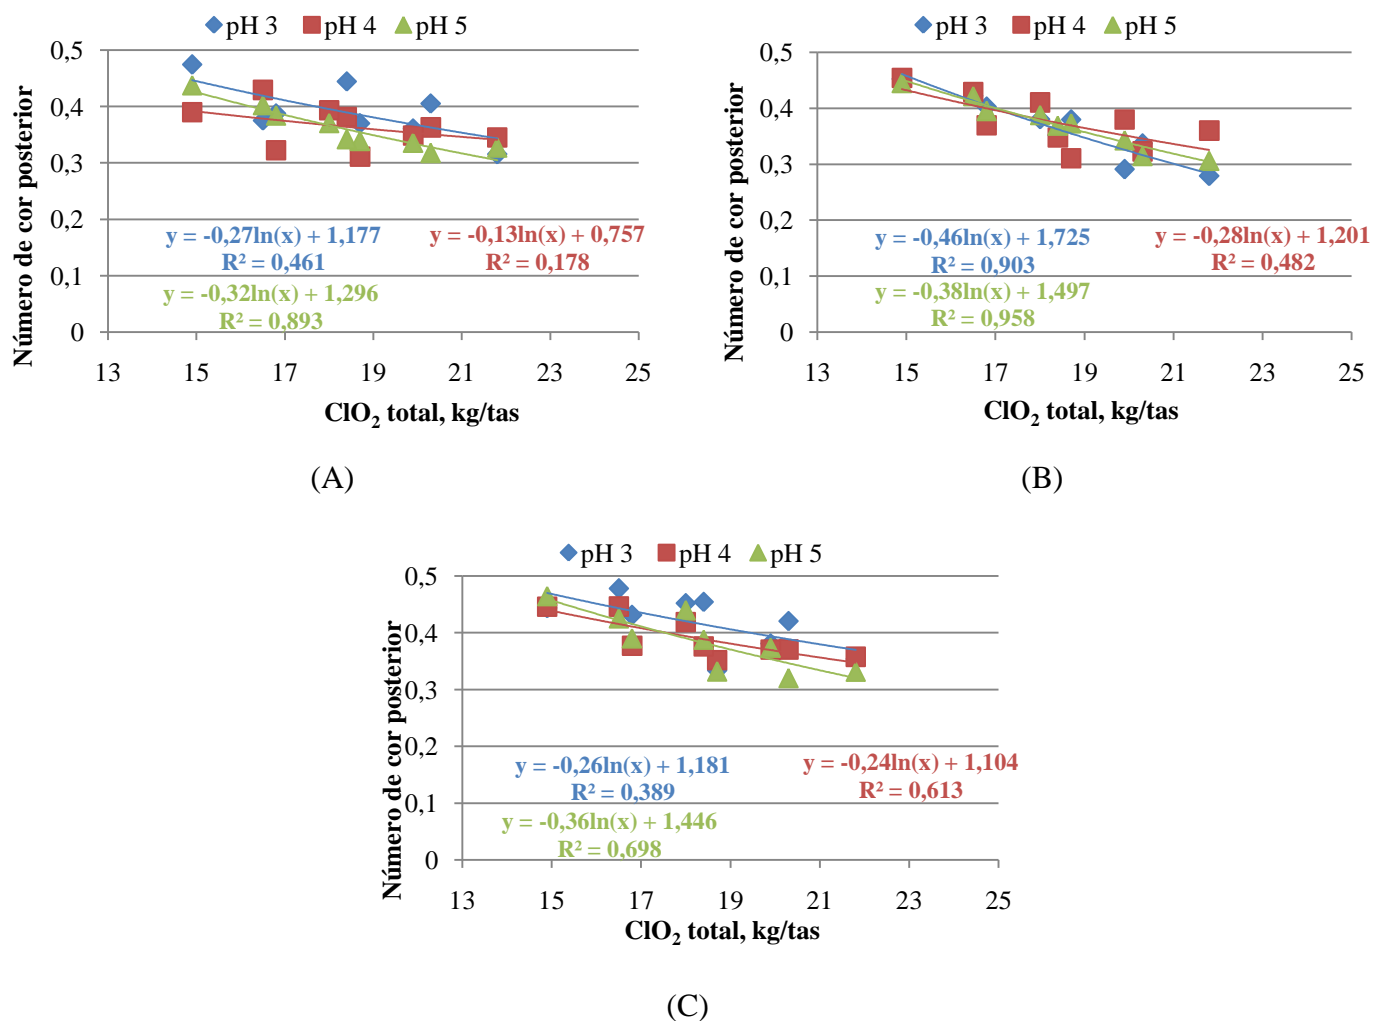 pH 3 pH 4 pH 5
0,5
0,4
0,3
0,2
0,1
0
Número de cor posterior
y = -0,27ln(x) + 1,177
R² = 0,461
y = -0,13ln(x) + 0,757
R² = 0,178
y = -0,32ln(x) + 1,296
R² = 0,893
13 15 17 19 21 23 25
ClO₂ total, kg/tas
(A)
pH 3 pH 4 pH 5
0,5
0,4
0,3
0,2
0,1
0
Número de cor posterior
y = -0,46ln(x) + 1,725
R² = 0,903
y = -0,28ln(x) + 1,201
R² = 0,482
y = -0,38ln(x) + 1,497
R² = 0,958
13 15 17 19 21 23 25
ClO₂ total, kg/tas
(B)
pH 3 pH 4 pH 5
0,5
0,4
0,3
0,2
0,1
0
Número de cor posterior
y = -0,26ln(x) + 1,181
R² = 0,389
y = -0,24ln(x) + 1,104
R² = 0,613
y = -0,36ln(x) + 1,446
R² = 0,698
13 15 17 19 21 23 25
ClO₂ total, kg/tas
(C)